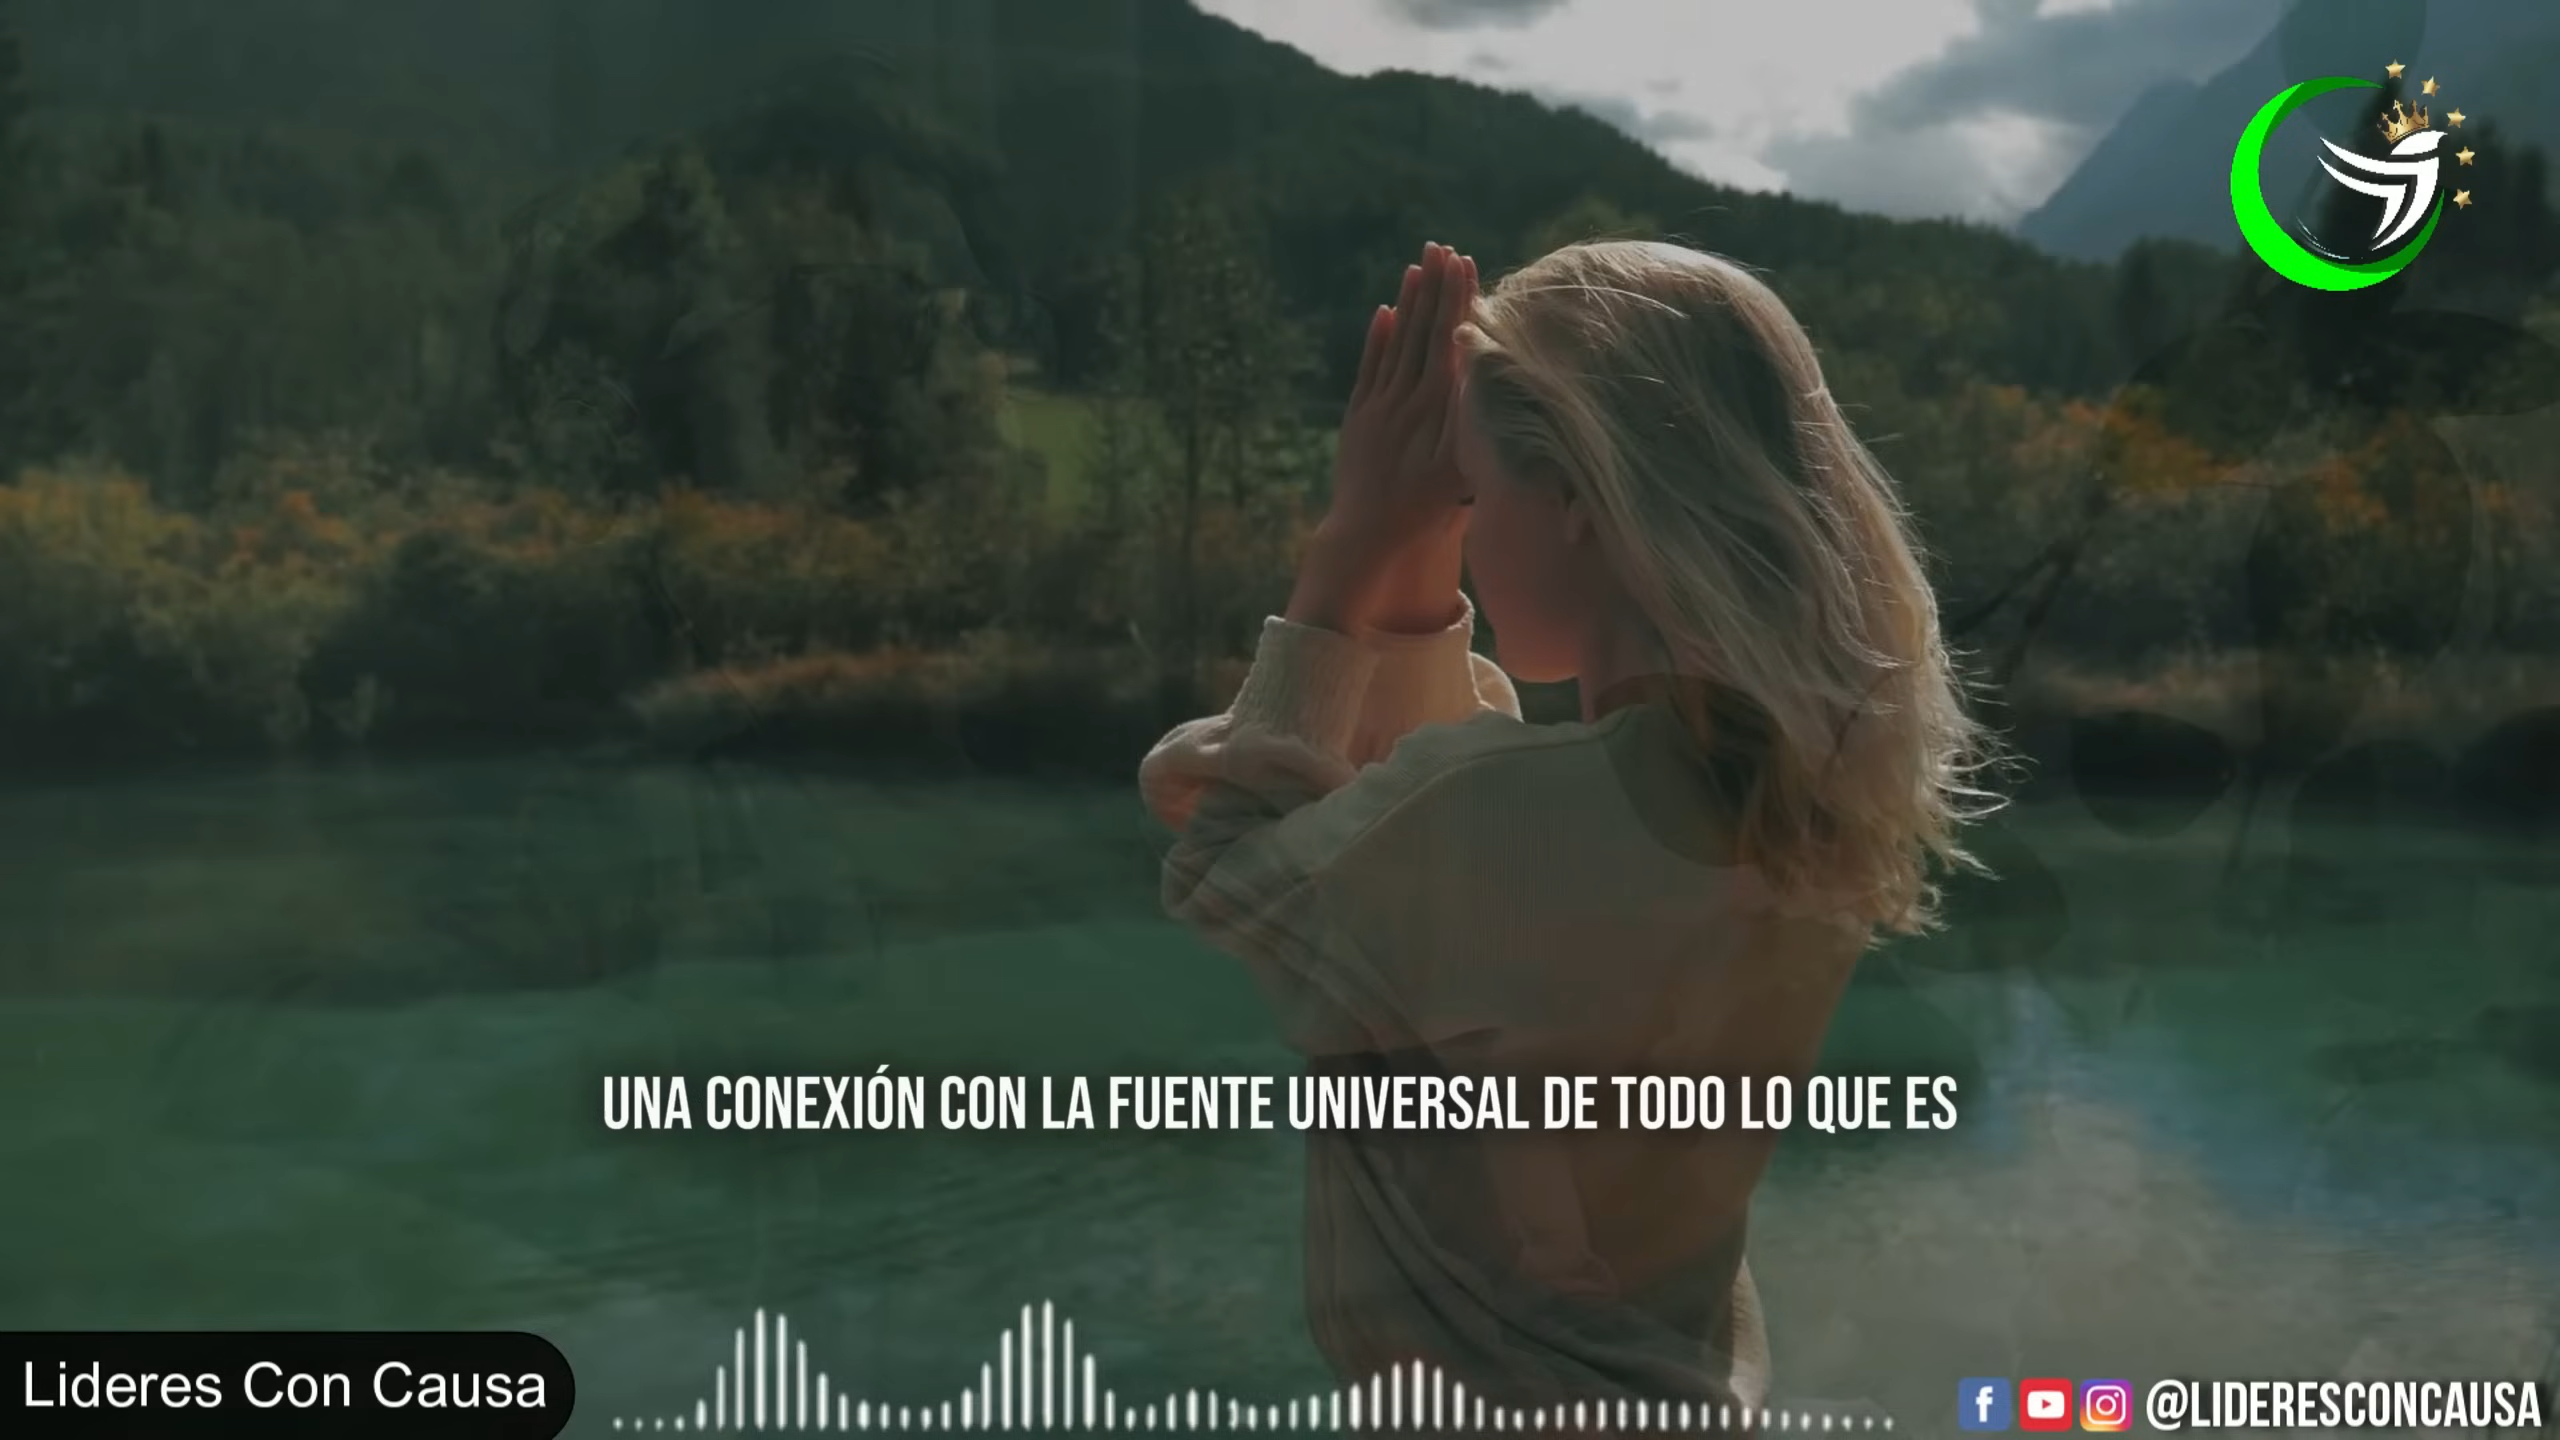 UNA CONEXIÓN CON LA FUENTE UNIVERSAL DE TODO LO QUE ES
Lideres Con Causa
@LIDERESCONCAUSA